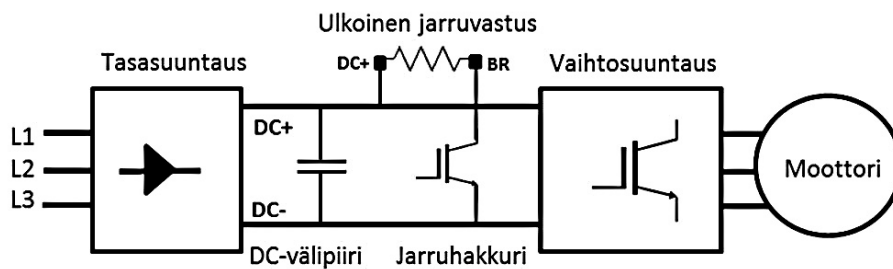 Ulkoinen jarruvastus
DC+
BR
Tasasuuntaus
Vaihtosuuntaus
L1
L2
L3
DC+
DC-
Moottori
DC-välipiiri
Jarruhakkuri